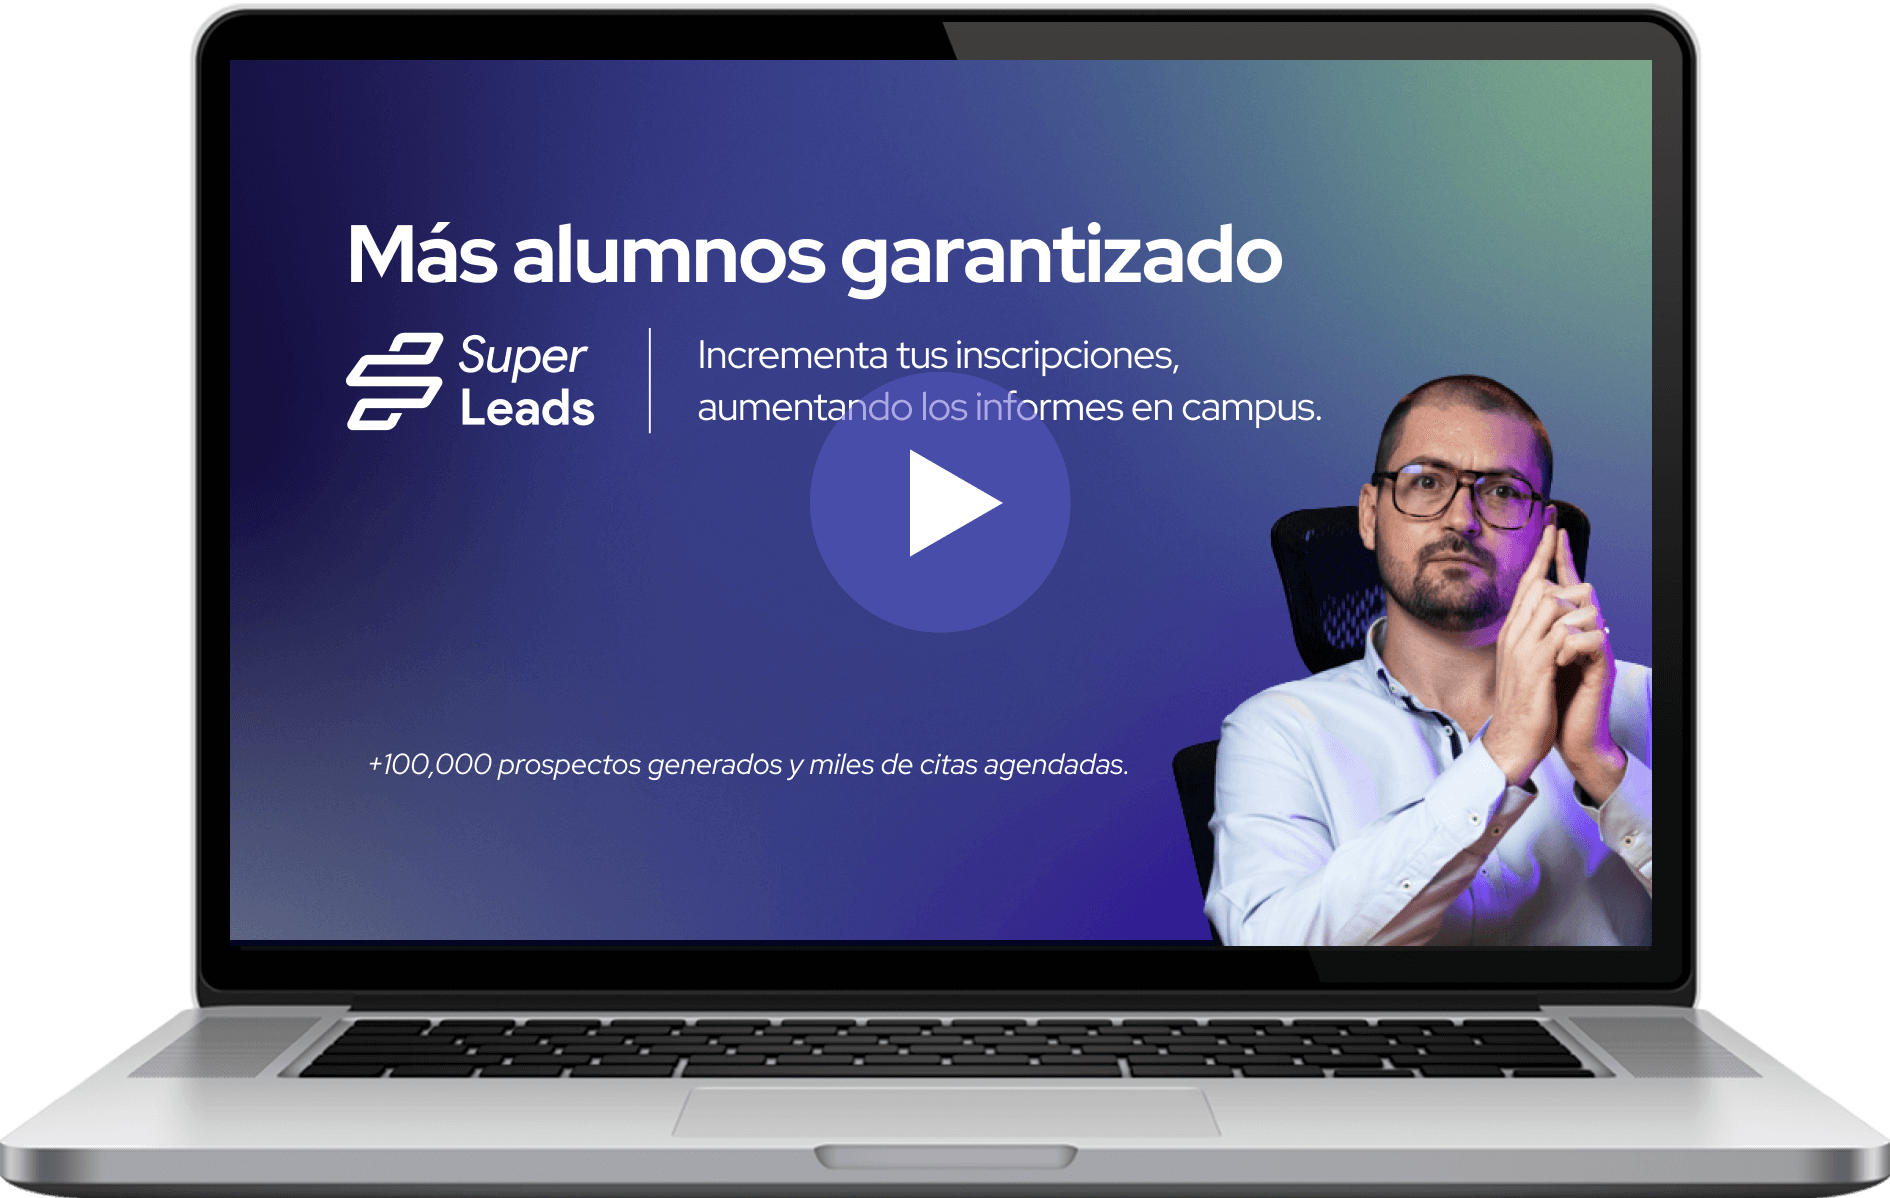 Más alumnos garantizado
Super
Leads
Incrementa tus inscripciones,
aumentando los informes en campus.
+100,000 prospectos generados y miles de citas agendadas.